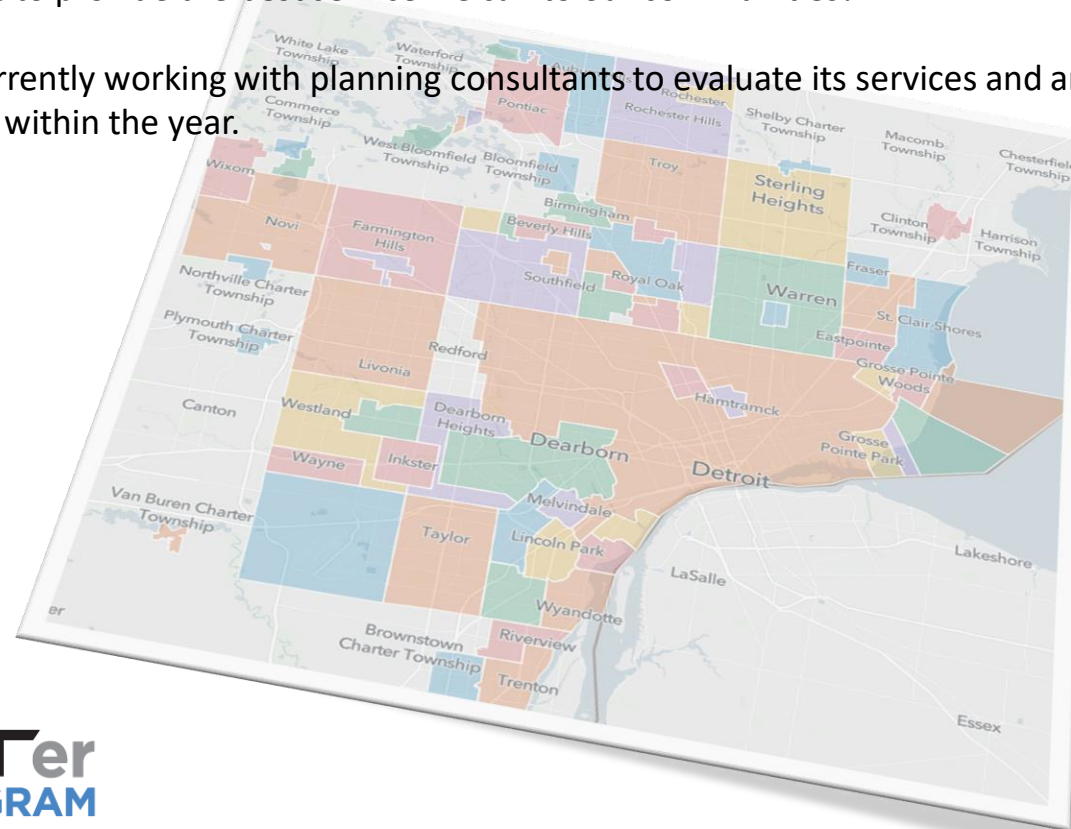 rrently working with planning consultants to evaluate its services and a
within the year.
White Lake
Township
Waterford
Township
Pontiac
Rochester
Rochester Hills
Shelby Charter
Township
Macomb
Township
Chesterfield
Township
Commerce
Township
West Bloomfield
Township
Bloomfield
Township
Troy
Sterling
Heights
Clinton
Township
Harrison
Township
Wixom
Novi
Farmington
Hills
Birmingham
Beverly Hills
Southfield
Royal Oak
Warren
Fraser
St. Clair Shores
Eastpointe
Northville Charter
Township
Plymouth Charter
Township
Livonia
Redford
Grosse Pointe
Woods
Hamtramck
Canton
Westland
Dearborn
Heights
Dearborn
Detroit
Grosse
Pointe Park
Wayne
Inkster
Van Buren Charter
Township
Melvindale
Taylor
Lincoln Park
LaSalle
Lakeshore
er
Wyandotte
Brownstown
Charter Township
Riverview
Trenton
Essex
Ter
GRAM